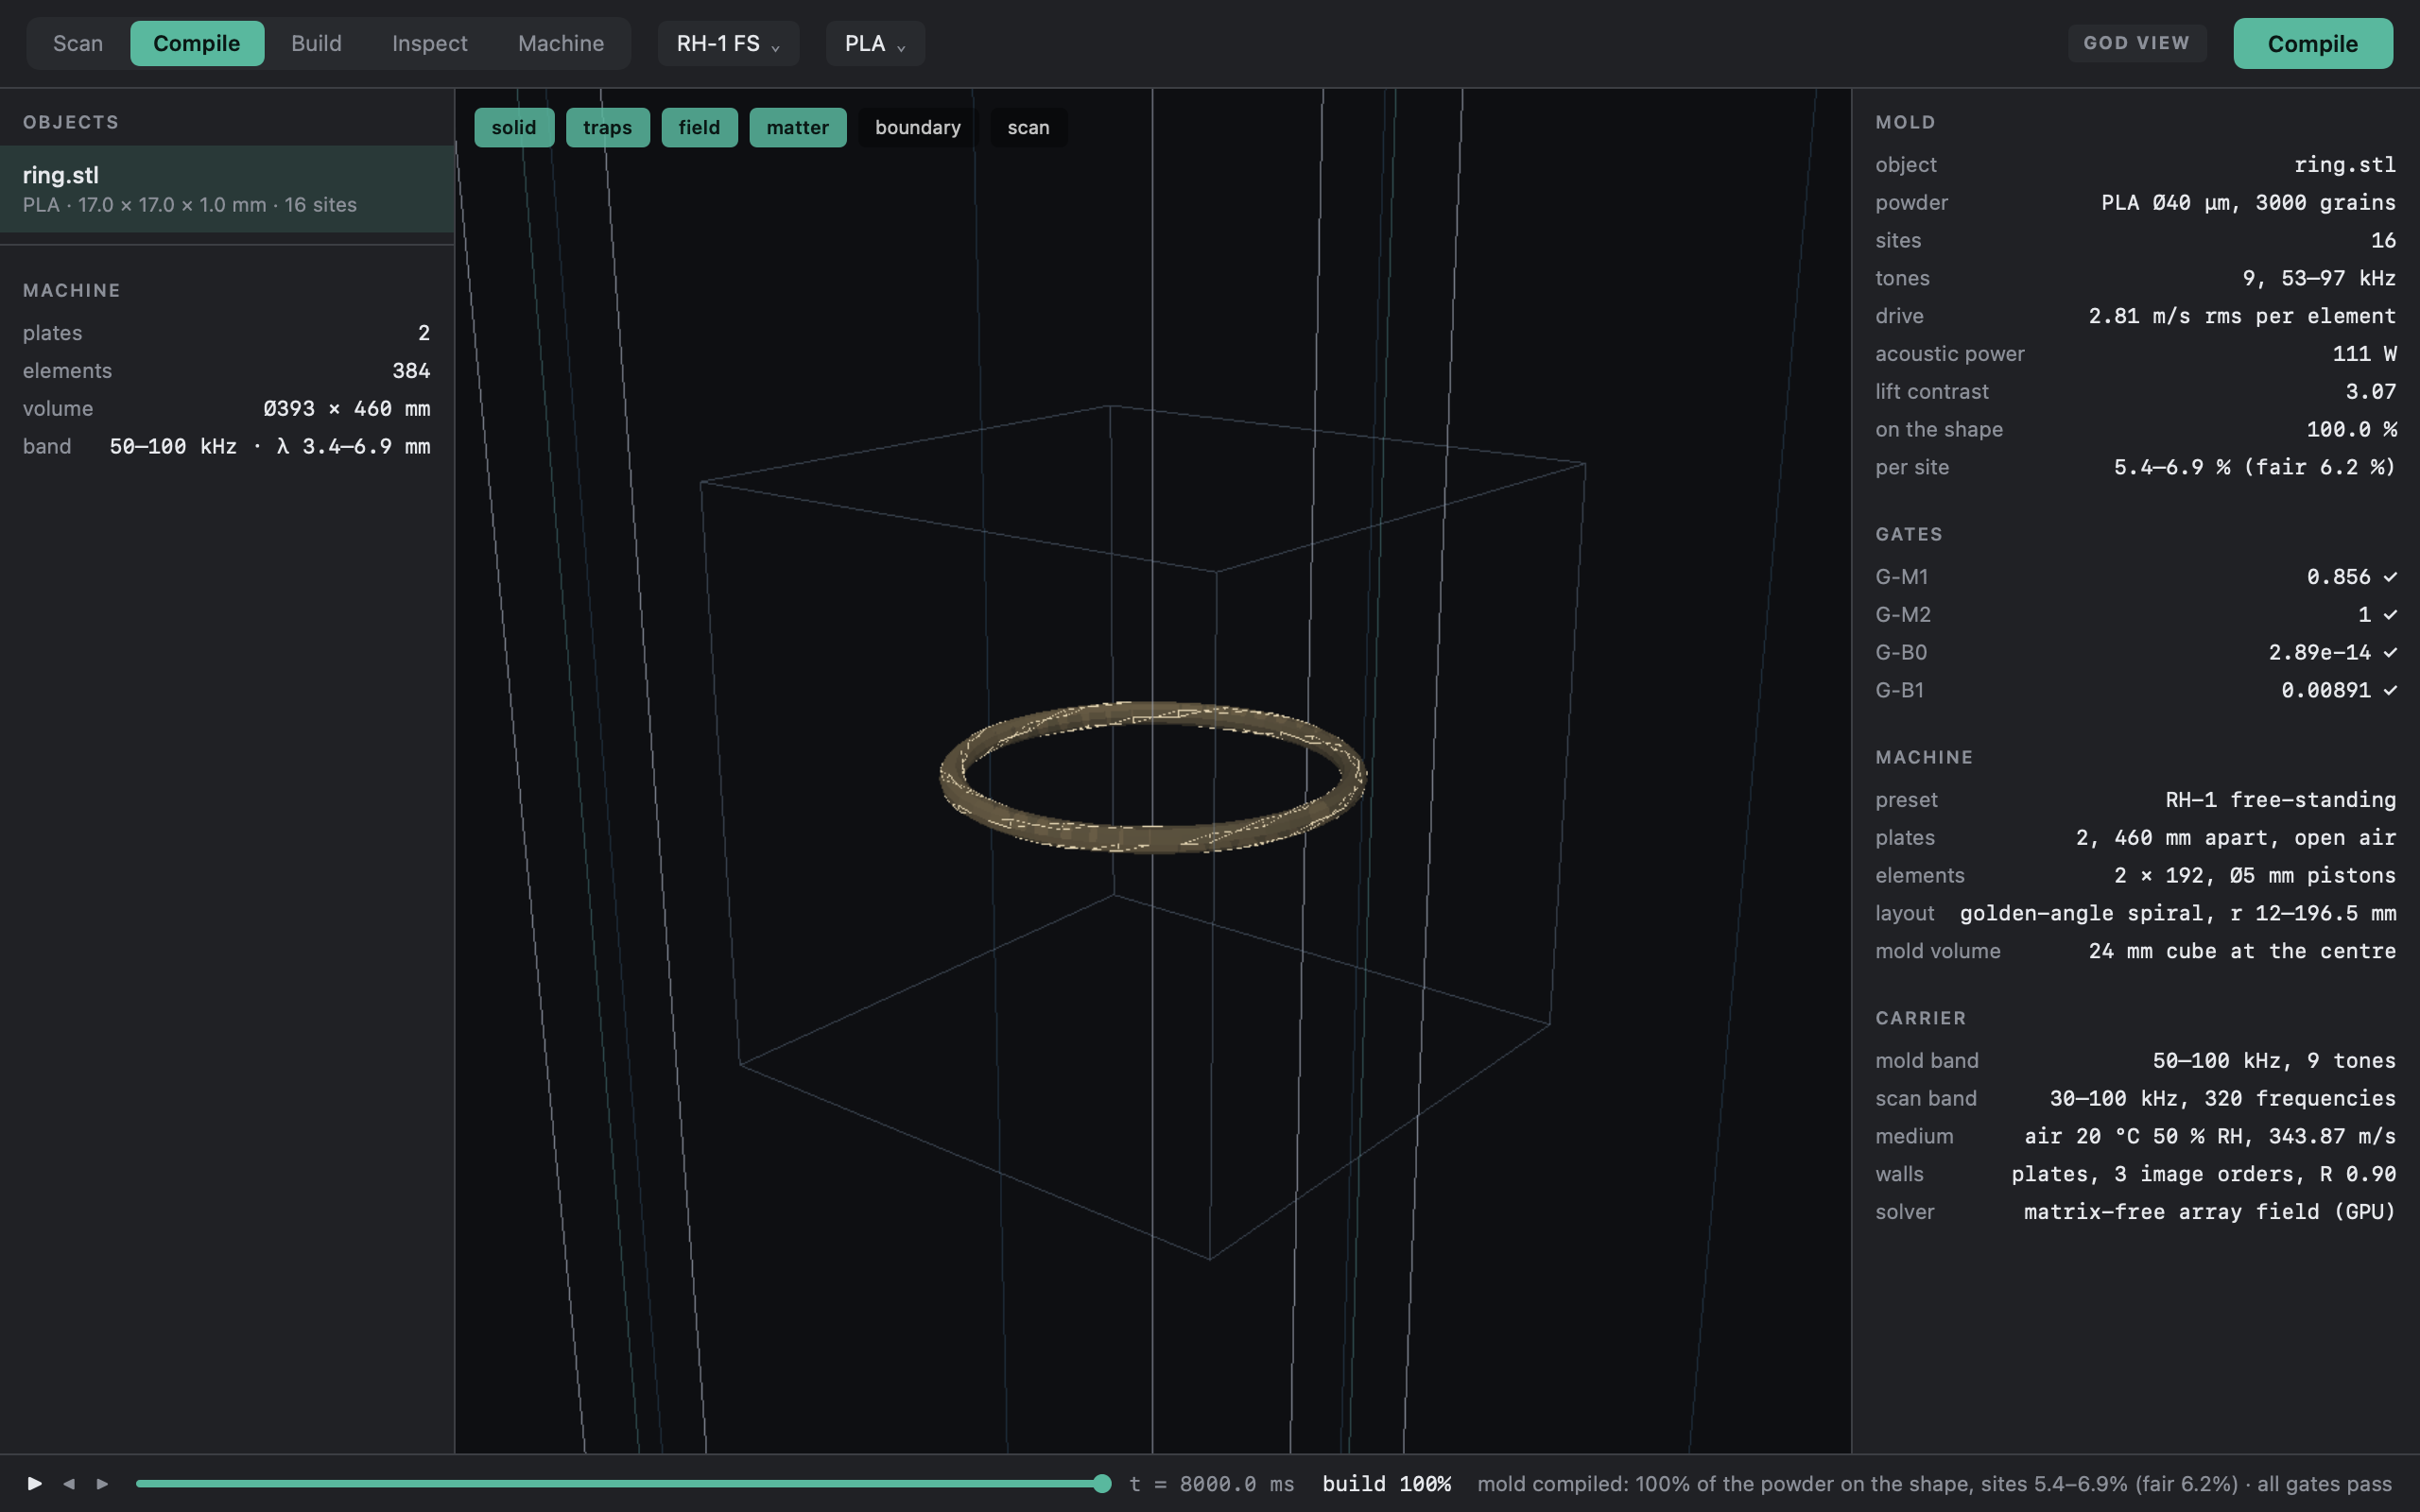 Scan Compile Build Inspect Machine RH-1 FS PLA GOD VIEW Compile
OBJECTS
ring.stl
PLA · 17.0 × 17.0 × 1.0 mm · 16 sites
MACHINE
plates 2
elements 384
volume Ø393 × 460 mm
band 50–100 kHz · λ 3.4–6.9 mm
solid traps field matter boundary scan
MOLD
object ring.stl
powder PLA Ø40 µm, 3000 grains
sites 16
tones 9, 53–97 kHz
drive 2.81 m/s rms per element
acoustic power 111 W
lift contrast 3.07
on the shape 100.0 %
per site 5.4–6.9 % (fair 6.2 %)
GATES
G-M1 0.856 ✓
G-M2 1 ✓
G-B0 2.89e-14 ✓
G-B1 0.00891 ✓
MACHINE
preset RH-1 free-standing
plates 2, 460 mm apart, open air
elements 2 × 192, Ø5 mm pistons
layout golden-angle spiral, r 12–196.5 mm
mold volume 24 mm cube at the centre
CARRIER
mold band 50–100 kHz, 9 tones
scan band 30–100 kHz, 320 frequencies
medium air 20 °C 50 % RH, 343.87 m/s
walls plates, 3 image orders, R 0.90
solver matrix-free array field (GPU)
t = 8000.0 ms build 100% mold compiled: 100% of the powder on the shape, sites 5.4–6.9% (fair 6.2%) · all gates pass